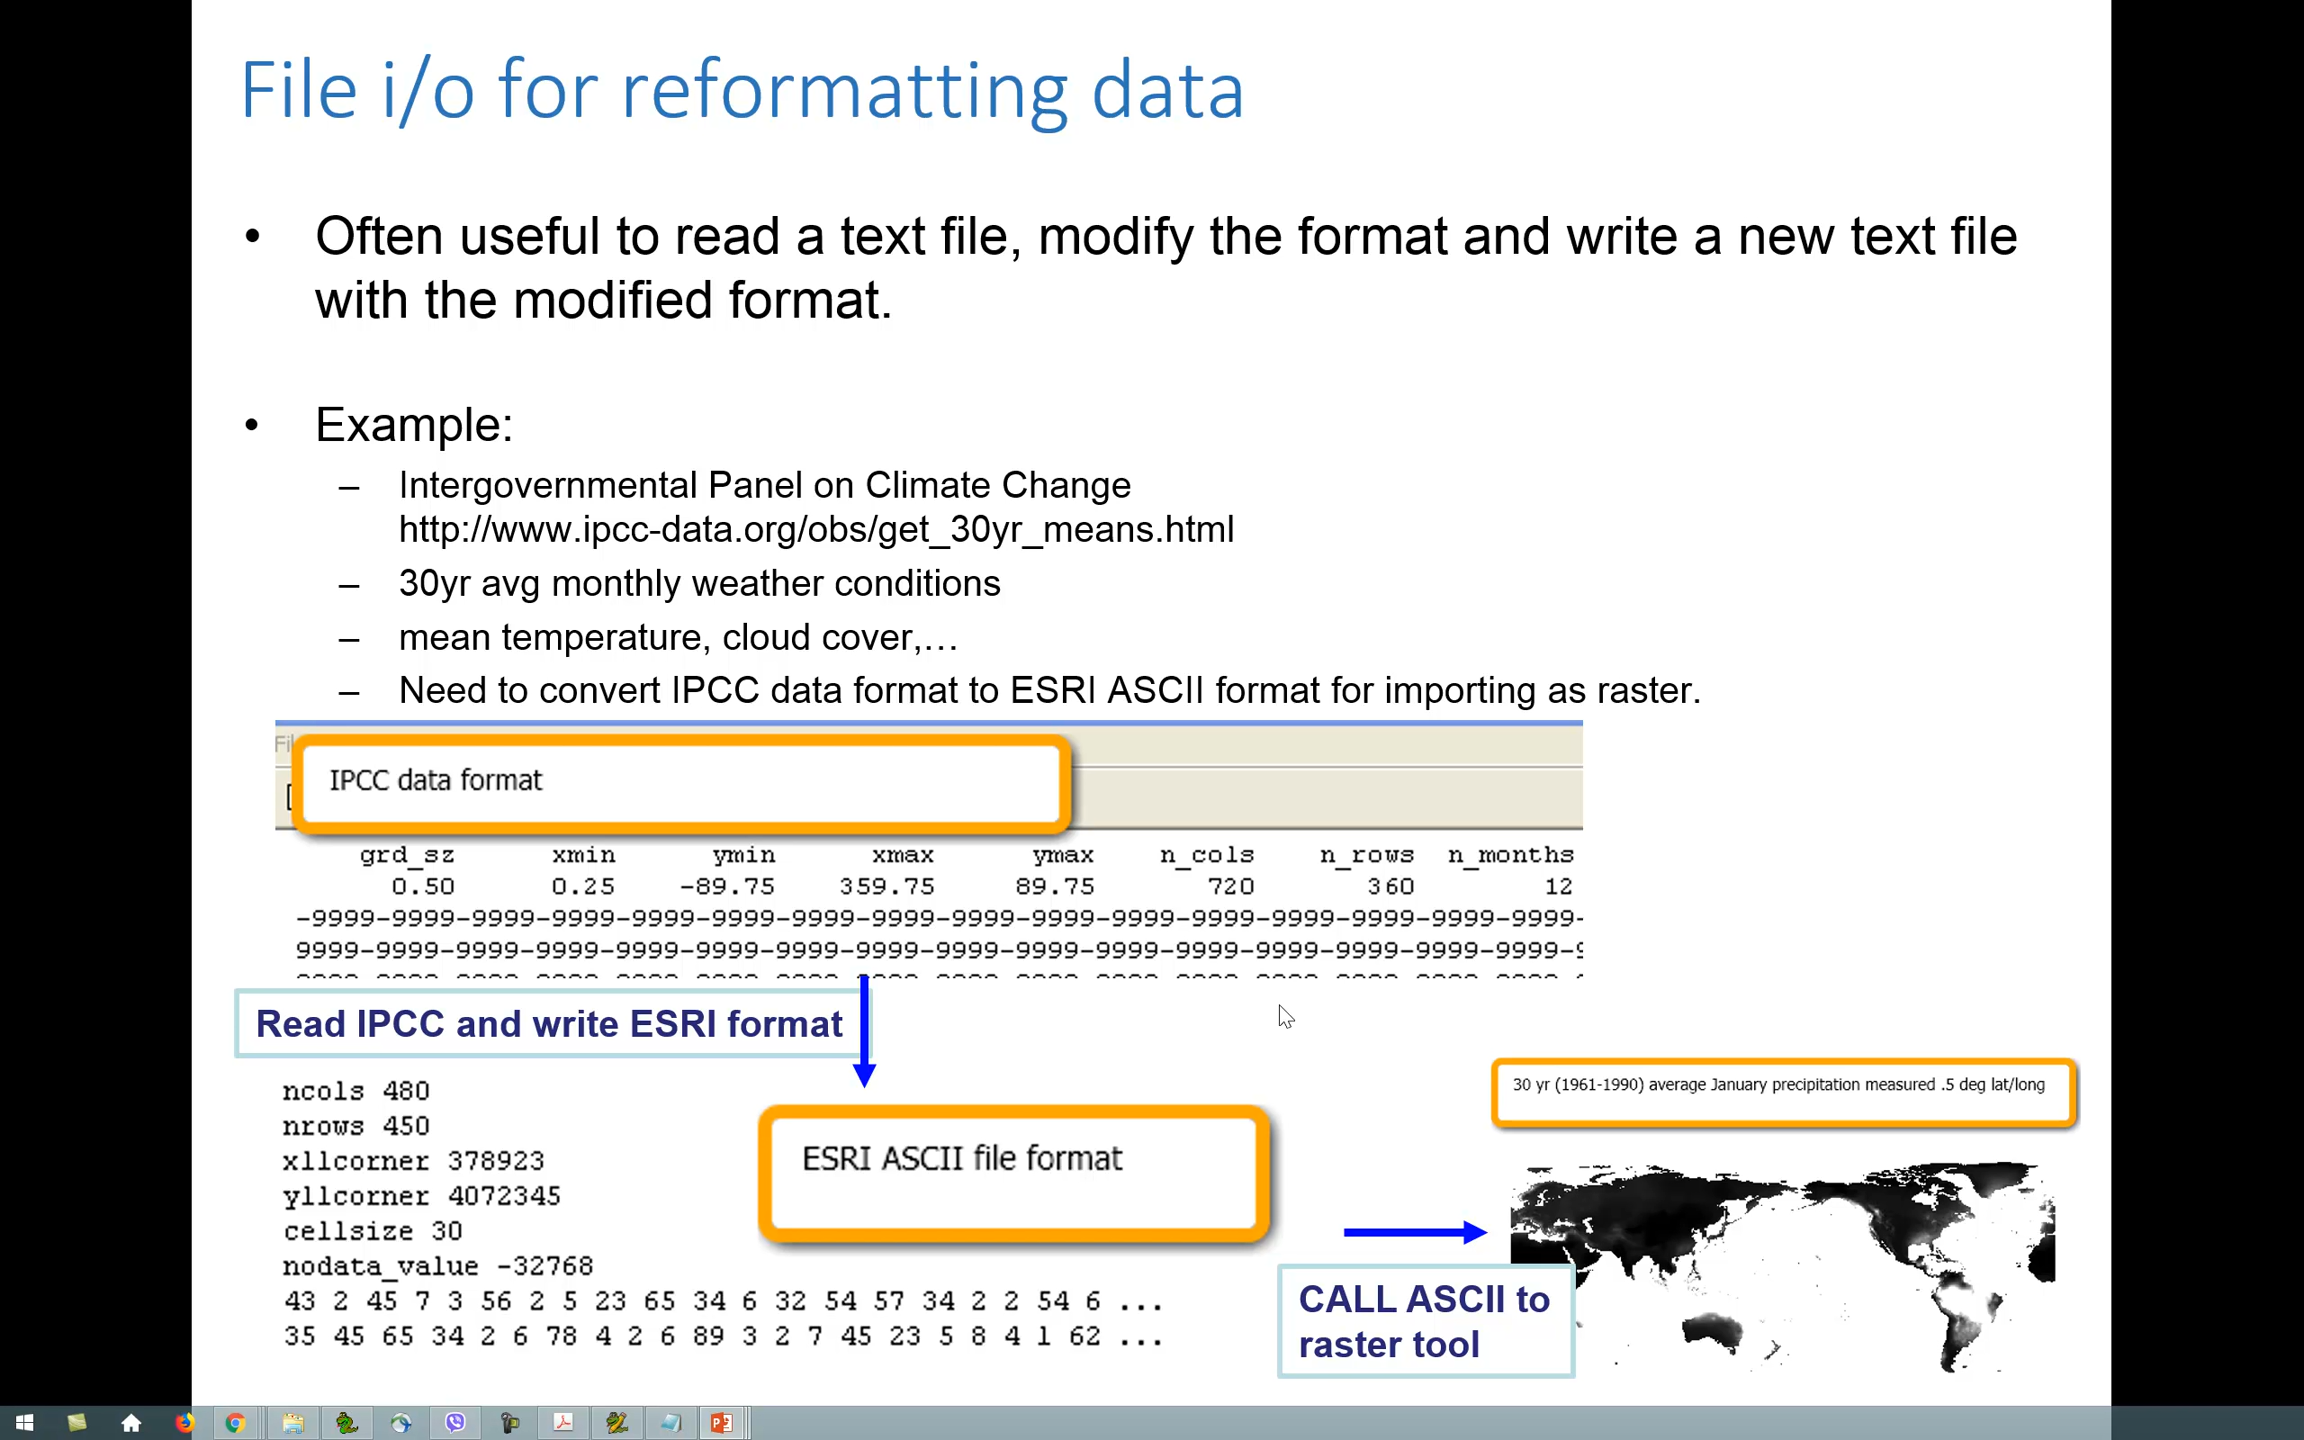 File i/o for reformatting data
• Often useful to read a text file, modify the format and write a new text file
with the modified format.
• Example:
– Intergovernmental Panel on Climate Change
http://www.ipcc-data.org/obs/get_30yr_means.html
– 30yr avg monthly weather conditions
– mean temperature, cloud cover,…
– Need to convert IPCC data format to ESRI ASCII format for importing as raster.
IPCC data format
grd_sz xmin ymin xmax ymax n_cols n_rows n_months
0.50 0.25 -89.75 359.75 89.75 720 360 12
-9999-9999-9999-9999-9999-9999-9999-9999-9999-9999-9999-9999-9999-9999-9999-9999-
9999-9999-9999-9999-9999-9999-9999-9999-9999-9999-9999-9999-9999-9999-9999-9999-
Read IPCC and write ESRI format
ncols 480
nrows 450
xllcorner 378923
yllcorner 4072345
cellsize 30
nodata_value -32768
43 2 45 7 3 56 2 5 23 65 34 6 32 54 57 34 2 2 54 6 ...
35 45 65 34 2 6 78 4 2 6 89 3 2 7 45 23 5 8 4 1 62 ...
ESRI ASCII file format
30 yr (1961-1990) average January precipitation measured .5 deg lat/long
CALL ASCII to
raster tool